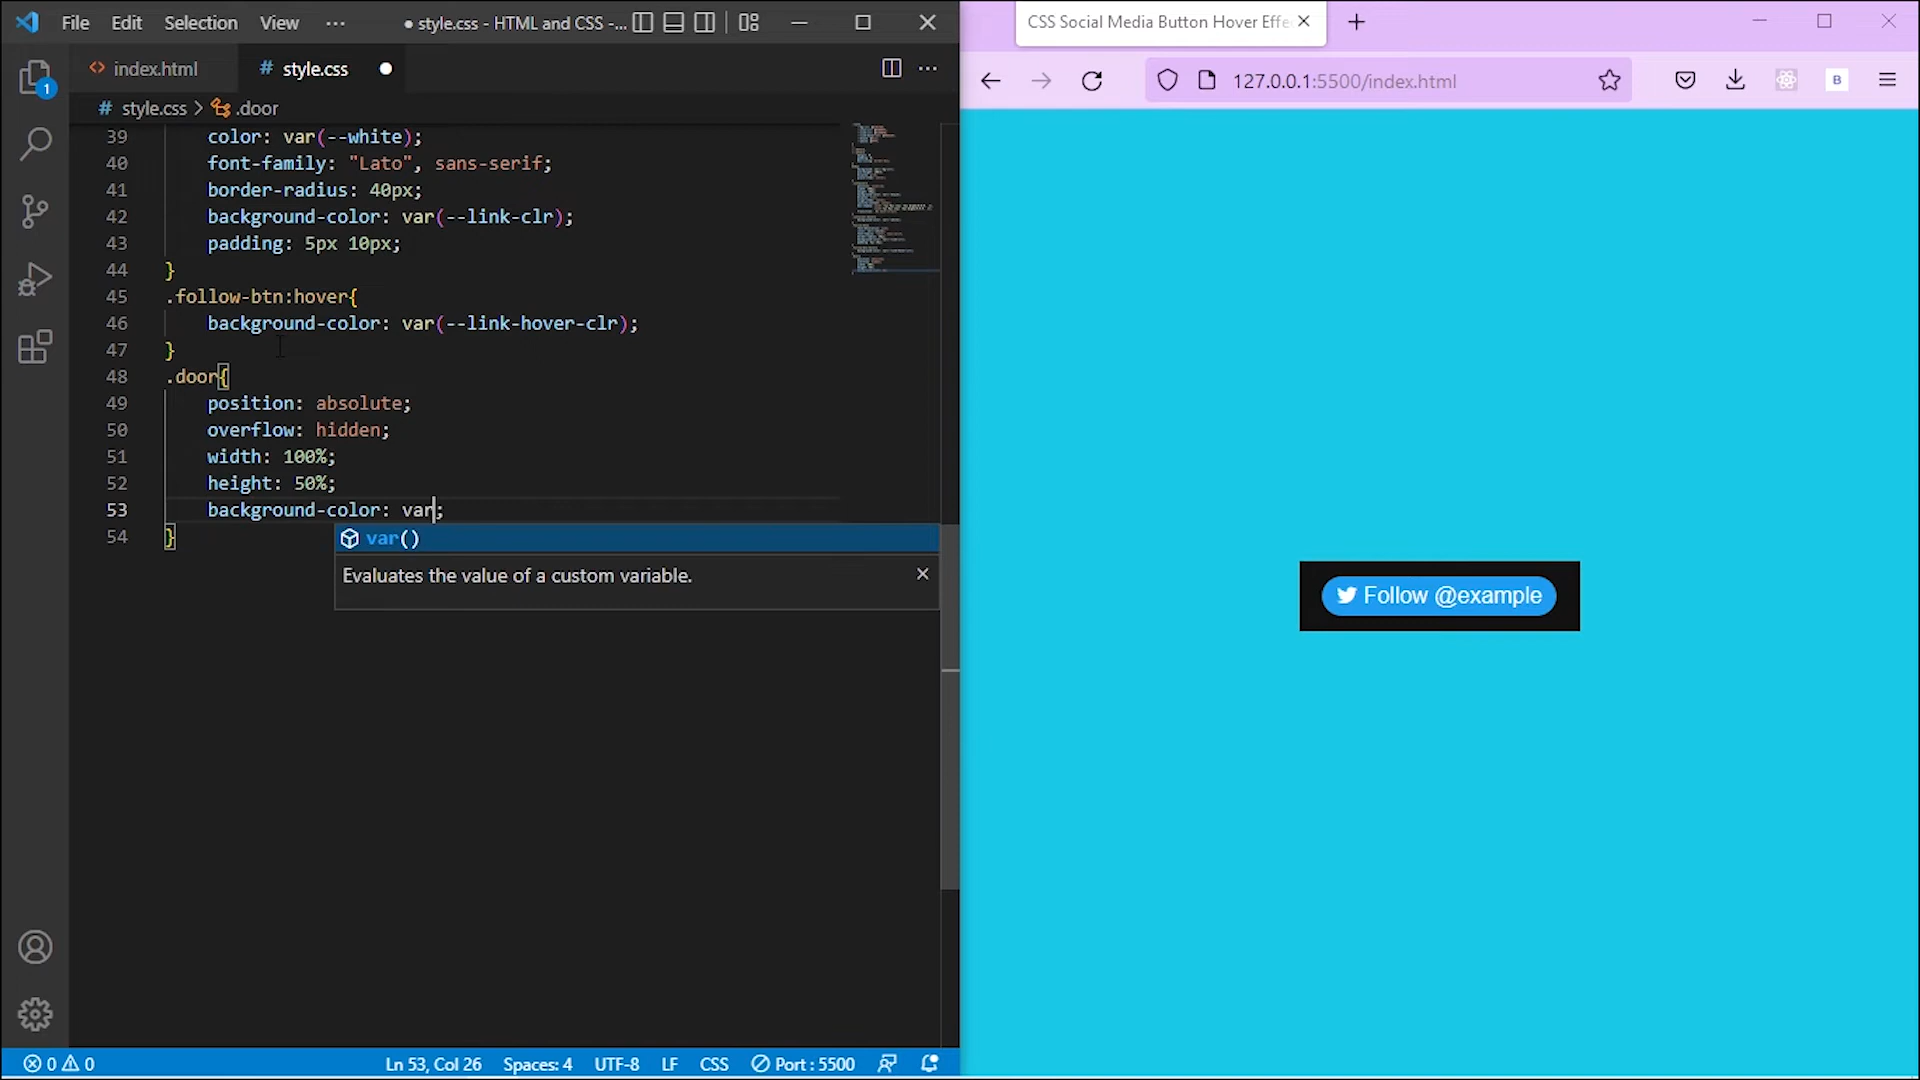 File Edit Selection View ··· ● style.css - HTML and CSS -...
index.html # style.css ●
# style.css > .door
39 color: var(--white);
40 font-family: "Lato", sans-serif;
41 border-radius: 40px;
42 background-color: var(--link-clr);
43 padding: 5px 10px;
44 }
45 .follow-btn:hover{
46 background-color: var(--link-hover-clr);
47 }
48 .door{
49 position: absolute;
50 overflow: hidden;
51 width: 100%;
52 height: 50%;
53 background-color: var;
54 }
var()
Evaluates the value of a custom variable.
1
0 0 Ln 53, Col 26 Spaces: 4 UTF-8 LF CSS Port : 5500
CSS Social Media Button Hover Effe
127.0.0.1:5500/index.html
B
Follow @example